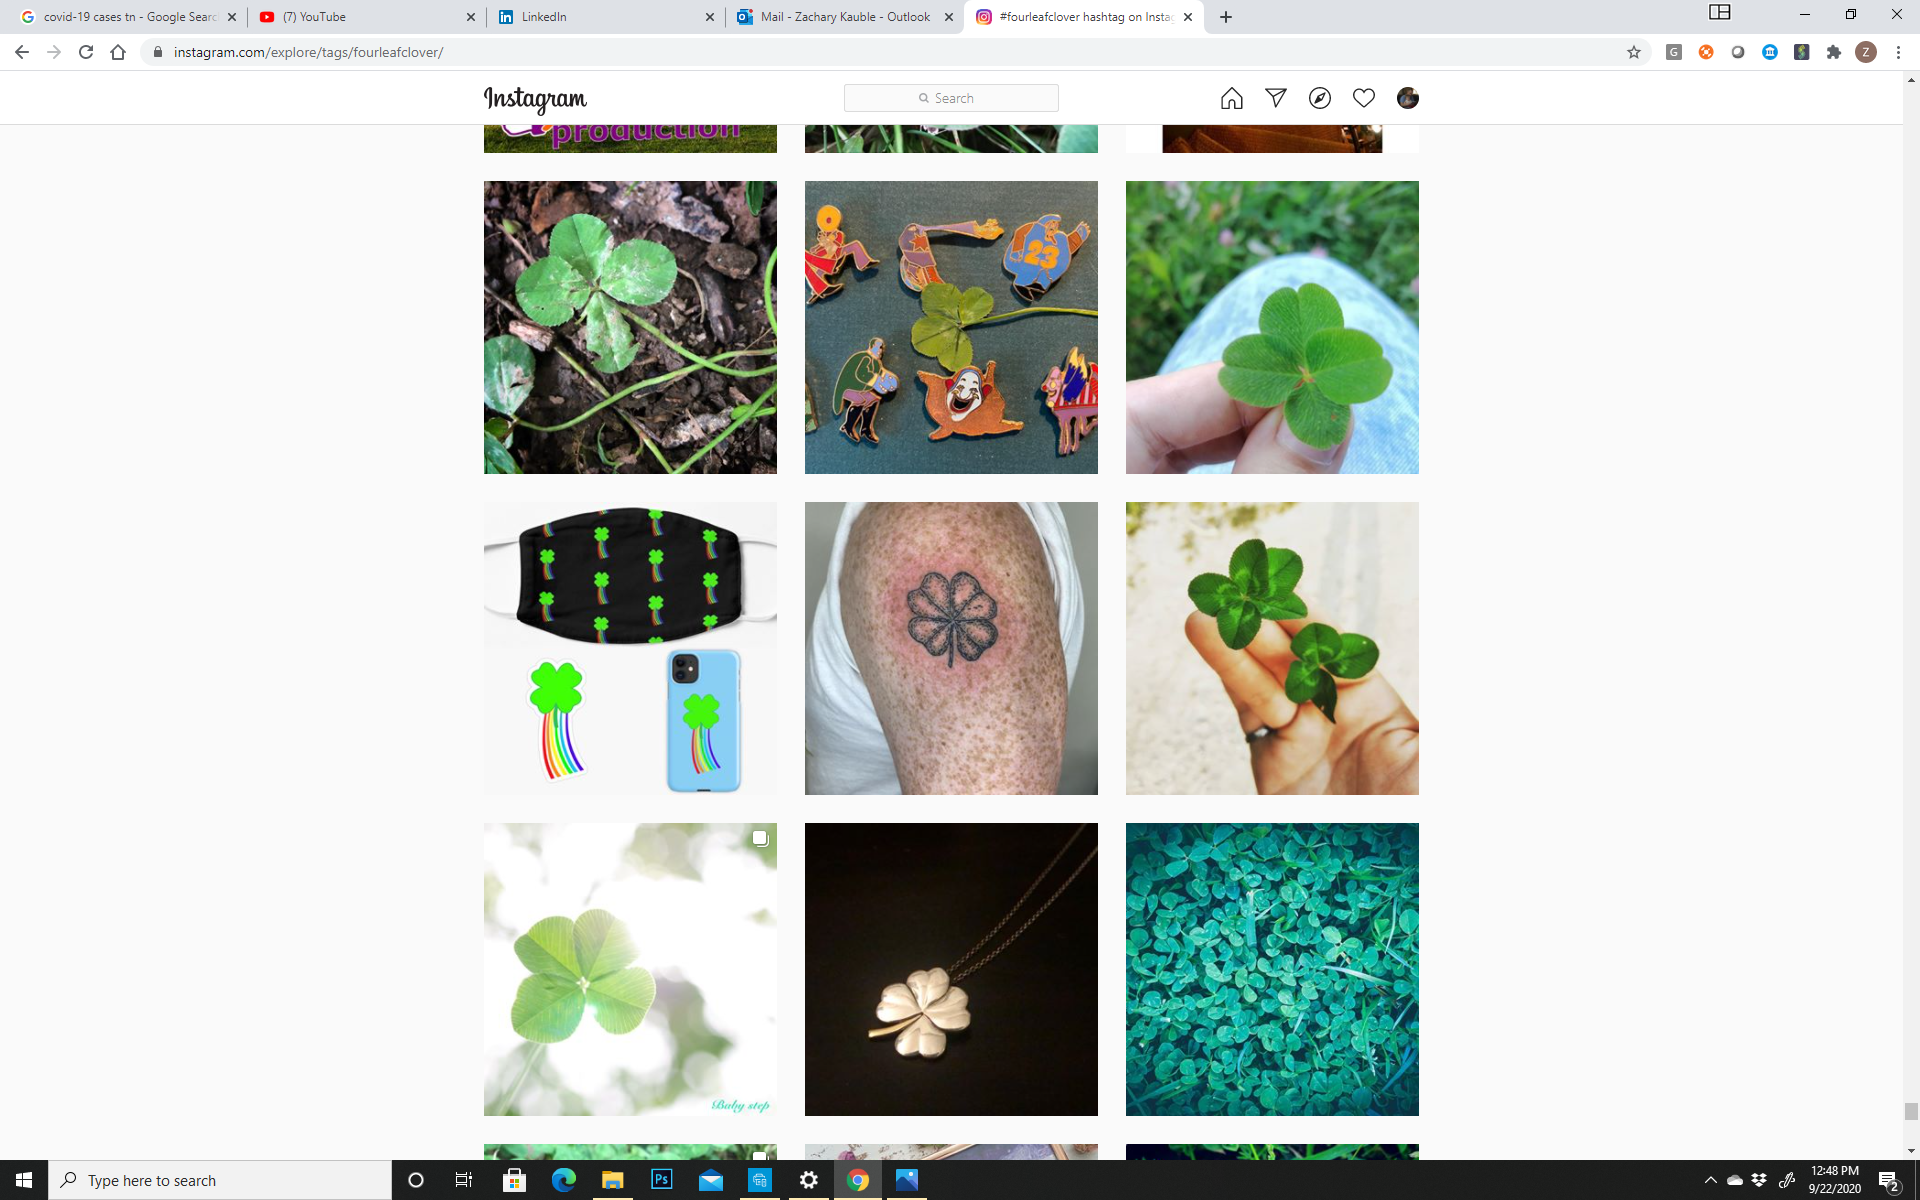 covid-19 cases tn - Google Searc
(7) YouTube
LinkedIn
Mail - Zachary Kauble - Outlook
#fourleafclover hashtag on Insta
instagram.com/explore/tags/fourleafclover/
G
Z
Instagram
Search
production
23
Baby step
Type here to search
Ps
12:48 PM
9/22/2020
2